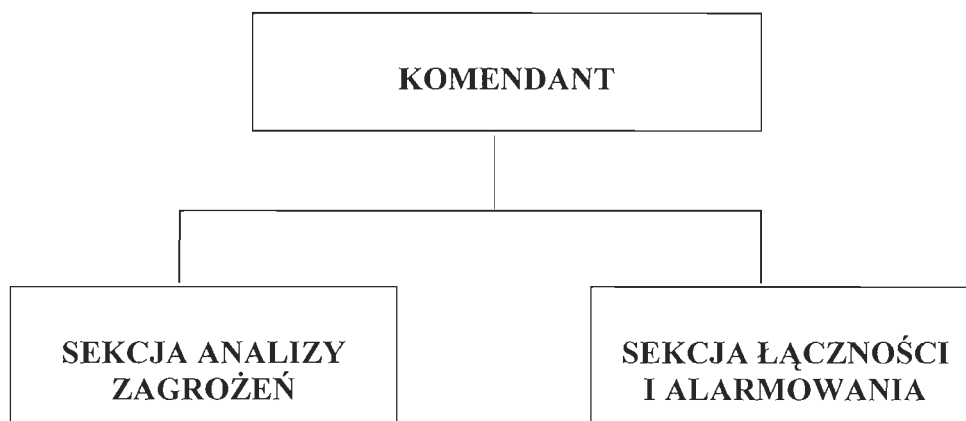 KOMENDANT
SEKCJA ANALIZY
ZAGROŻEŃ
SEKCJA ŁĄCZNOŚCI
I ALARMOWANIA